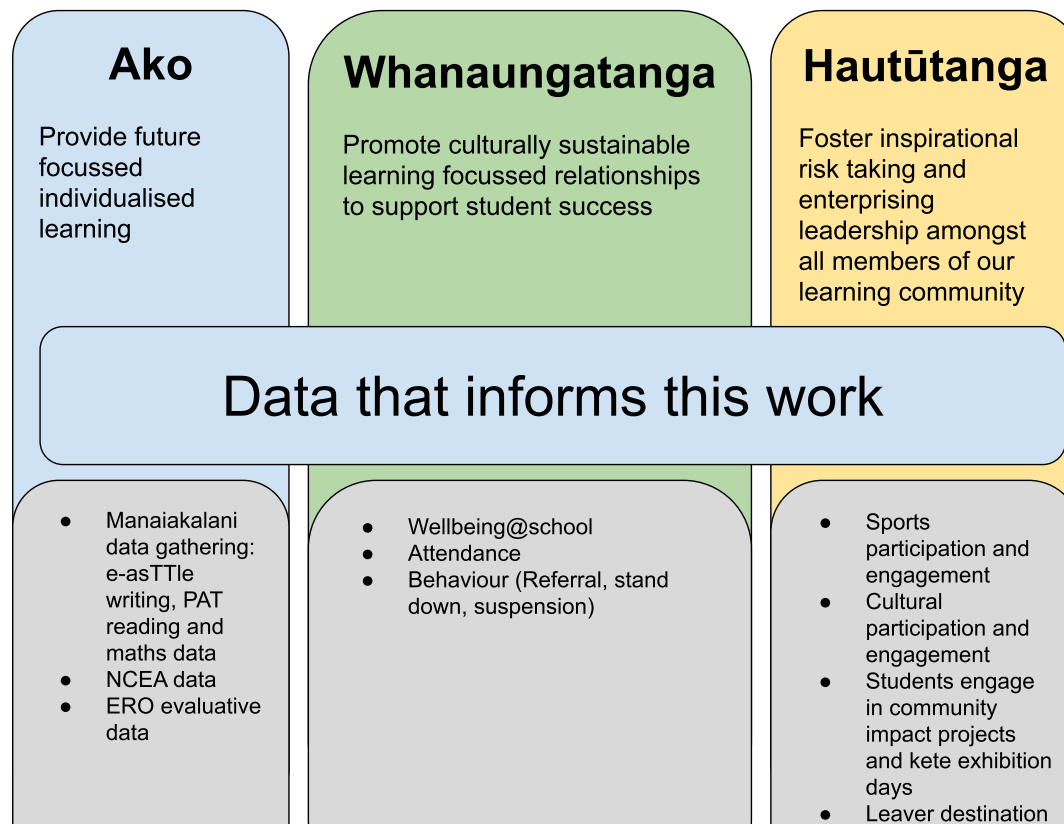 Ako
Provide future
focussed
individualised
learning
Whanaungatanga
Promote culturally sustainable
learning focussed relationships
to support student success
Hautūtanga
Foster inspirational
risk taking and
enterprising
leadership amongst
all members of our
learning community
Data that informs this work
● Manaiakalani
data gathering:
e-asTTle
writing, PAT
reading and
maths data
● NCEA data
● ERO evaluative
data
● Wellbeing@school
● Attendance
● Behaviour (Referral, stand
down, suspension)
● Sports
participation and
engagement
● Cultural
participation and
engagement
● Students engage
in community
impact projects
and kete exhibition
days
● Leaver destination